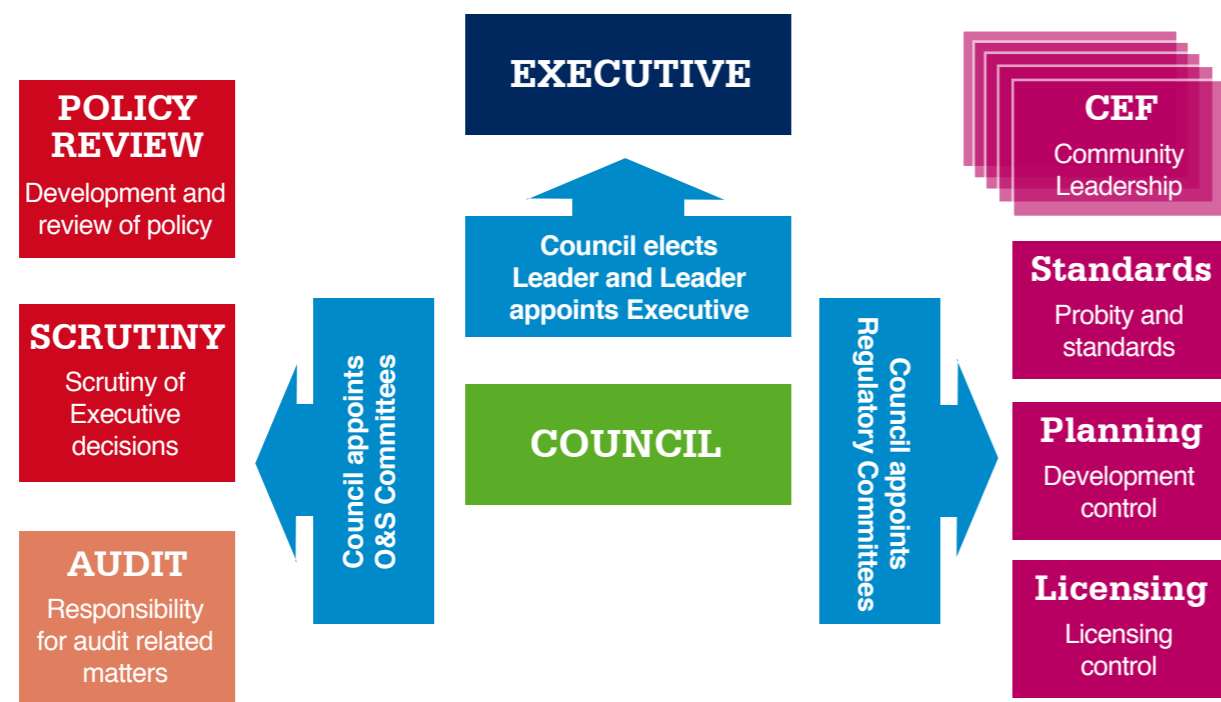 POLICY
REVIEW
Development and
review of policy
SCRUTINY
Scrutiny of
Executive
decisions
AUDIT
Responsibility
for audit related
matters
Council appoints
O&S Committees
EXECUTIVE
Council elects
Leader and Leader
appoints Executive
COUNCIL
Council appoints
Regulatory Committees
CEF
Community
Leadership
Standards
Probity and
standards
Planning
Development
control
Licensing
Licensing
control